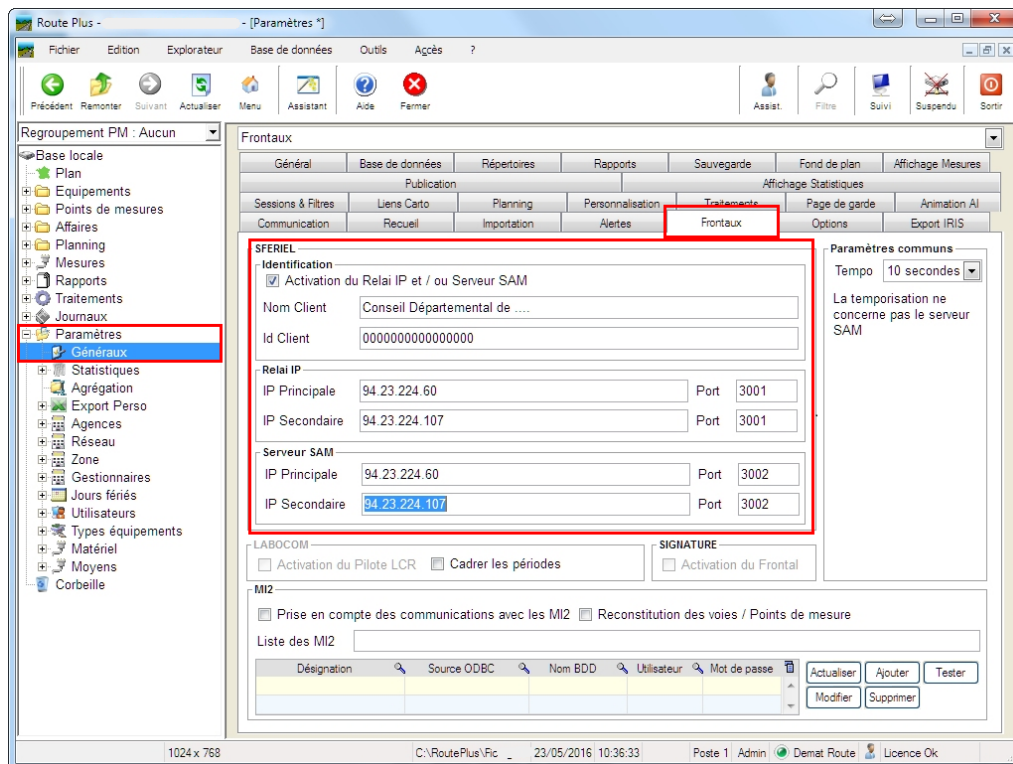 Route Plus - - [Paramètres *]
Fichier Edition Explorateur Base de données Outils Accès ?
Précédent Remonter Suivant Actualiser Menu Assistant Aide Fermer Assist. Filtre Suivi Suspendu Sortir
Regroupement PM : Aucun
Base locale
Plan
Equipements
Points de mesures
Affaires
Planning
Mesures
Rapports
Traitements
Journaux
Paramètres
Généraux
Statistiques
Agrégation
Export Perso
Agences
Réseau
Zone
Gestionnaires
Jours fériés
Utilisateurs
Types équipements
Matériel
Moyens
Corbeille
Frontaux
Général Base de données Répertoires Rapports Sauvegarde Fond de plan Affichage Mesures
Publication Affichage Statistiques
Sessions & Filtres Liens Carto Planning Personnalisation Traitements Page de garde Animation AI
Communication Recueil Importation Alertes Frontaux Options Export IRIS
SFERIEL
Identification
Activation du Relai IP et / ou Serveur SAM
Nom Client Conseil Départemental de ....
Id Client 0000000000000000
Relai IP
IP Principale 94.23.224.60 Port 3001
IP Secondaire 94.23.224.107 Port 3001
Serveur SAM
IP Principale 94.23.224.60 Port 3002
IP Secondaire 94.23.224.107 Port 3002
Paramètres communs
Tempo 10 secondes
La temporisation ne
concerne pas le serveur
SAM
LABOCOM
Activation du Pilote LCR Cadrer les périodes
SIGNATURE
Activation du Frontal
MI2
Prise en compte des communications avec les MI2 Reconstitution des voies / Points de mesure
Liste des MI2
Désignation Source ODBC Nom BDD Utilisateur Mot de passe
Actualiser Ajouter Tester
Modifier Supprimer
1024 x 768 C:\RoutePlus\Fic _ 23/05/2016 10:36:33 Poste 1 Admin Demat Route Licence Ok